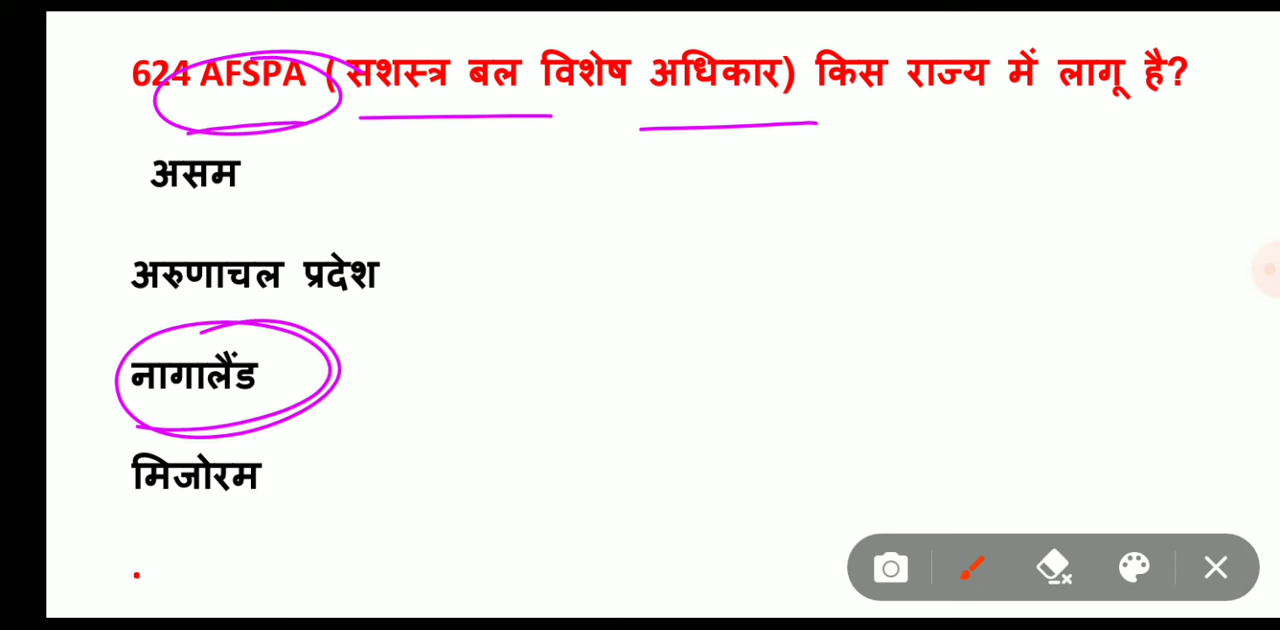 624 AFSPA ( सशस्त्र बल विशेष अधिकार) किस राज्य में लागू है?
असम
अरुणाचल प्रदेश
नागालैंड
मिजोरम
.